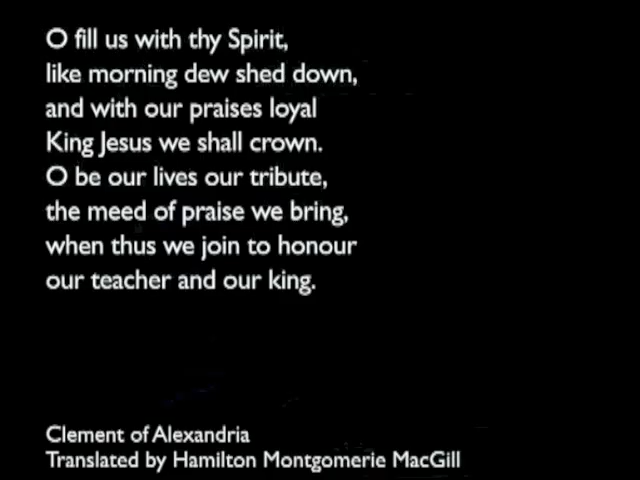 O fill us with thy Spirit,
like morning dew shed down,
and with our praises loyal
King Jesus we shall crown.
O be our lives our tribute,
the meed of praise we bring,
when thus we join to honour
our teacher and our king.
Clement of Alexandria
Translated by Hamilton Montgomerie MacGill